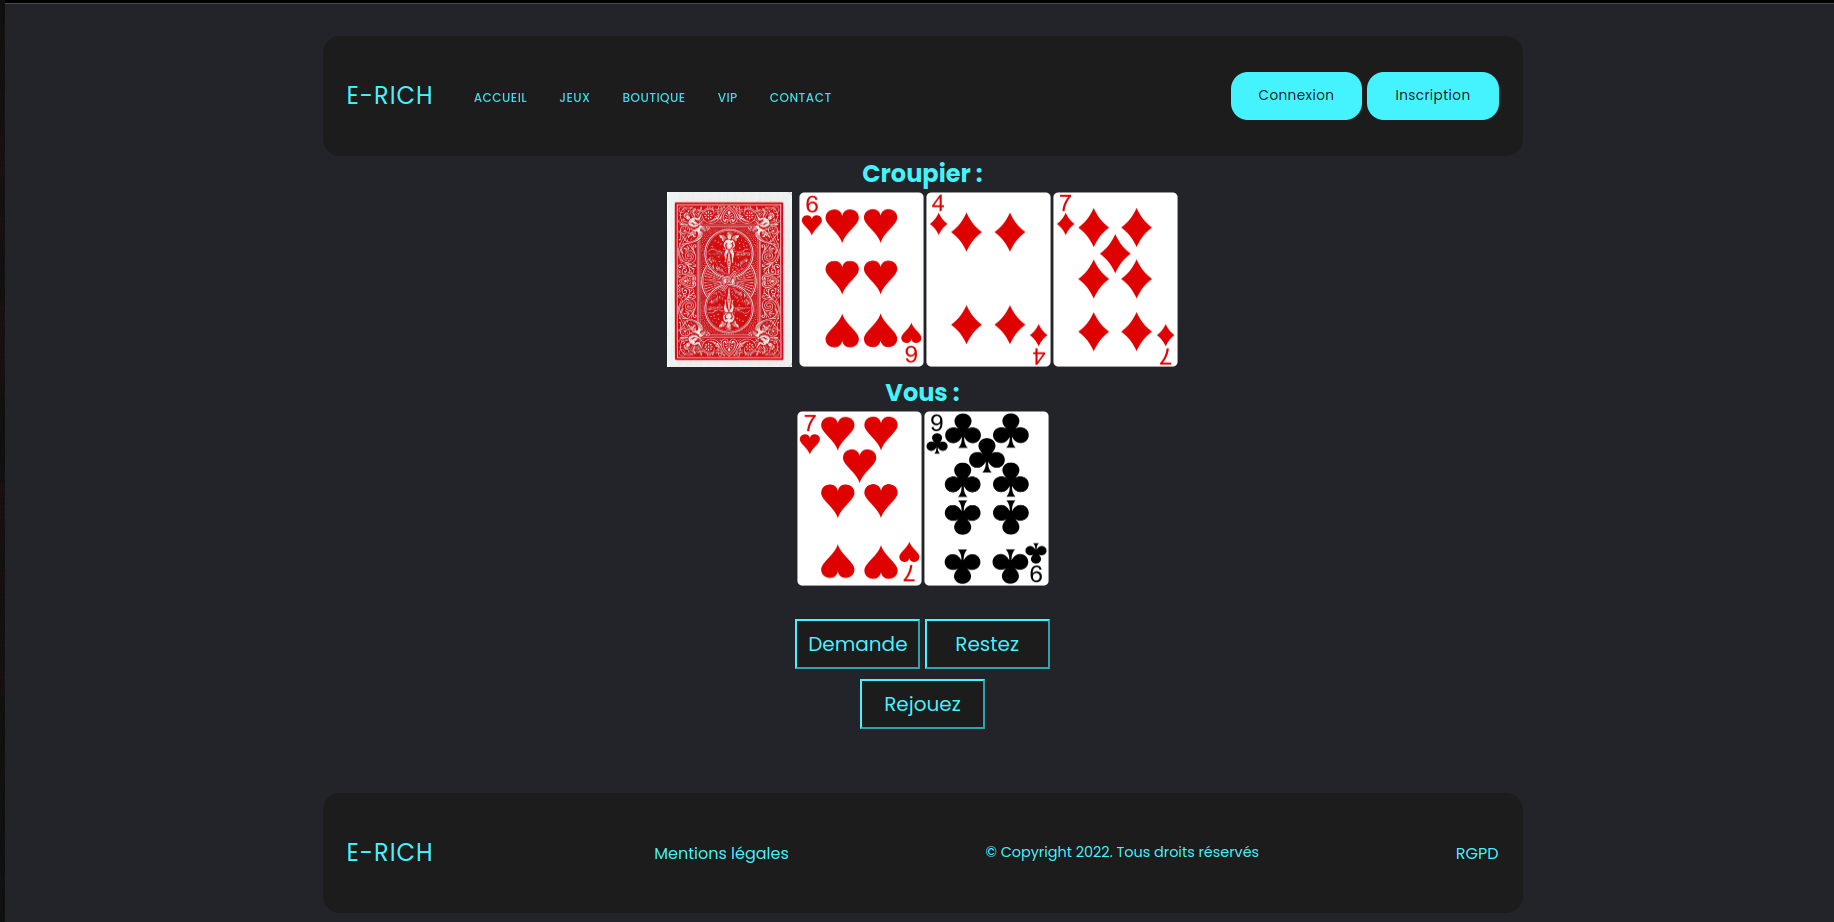 E-RICH ACCUEIL JEUX BOUTIQUE VIP CONTACT Connexion Inscription
Croupier :
6 4 7
9 4 7
Vous :
7 9
7 6
Demande Restez
Rejouez
E-RICH Mentions légales © Copyright 2022. Tous droits réservés RGPD